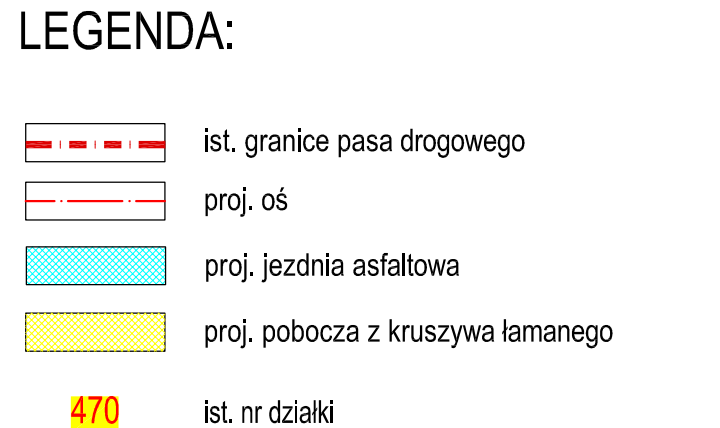 LEGENDA:
ist. granice pasa drogowego
proj. oś
proj. jezdnia asfaltowa
proj. pobocza z kruszywa łamanego
470 ist. nr działki